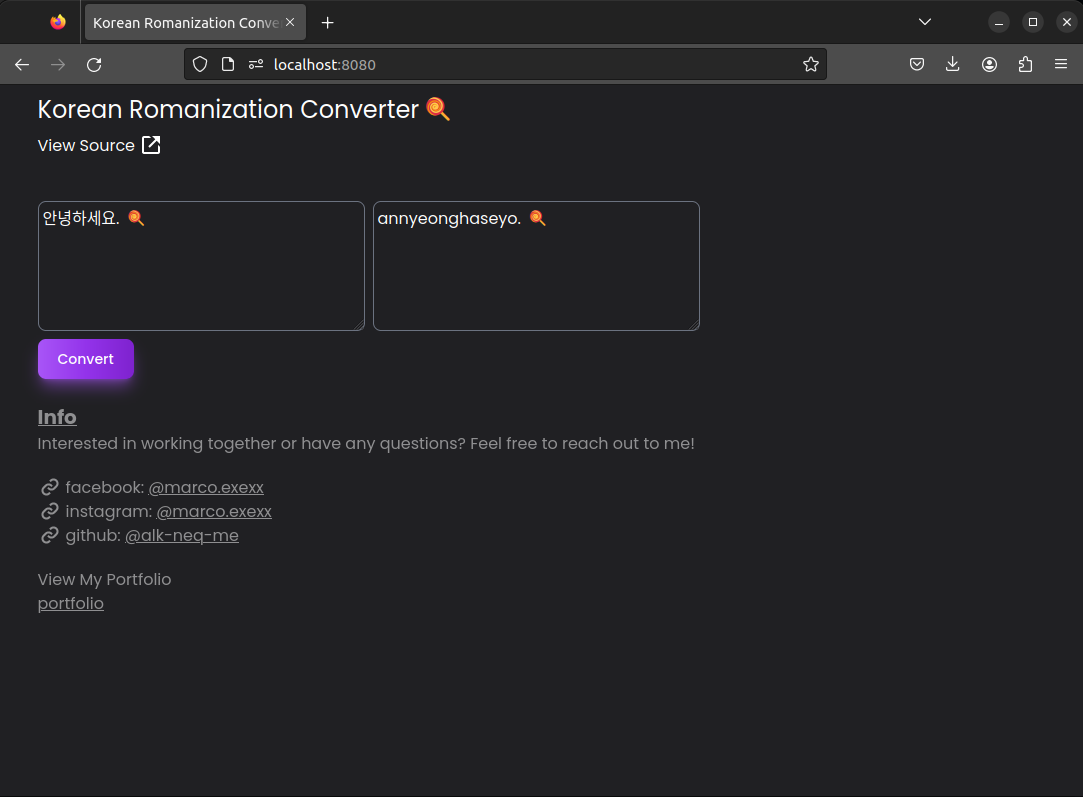 Korean Romanization Conve
localhost:8080
Korean Romanization Converter 🍭
View Source
안녕하세요. 🍭
annyeonghaseyo. 🍭
Convert
Info
Interested in working together or have any questions? Feel free to reach out to me!
facebook: @marco.exexx
instagram: @marco.exexx
github: @alk-neq-me
View My Portfolio
portfolio